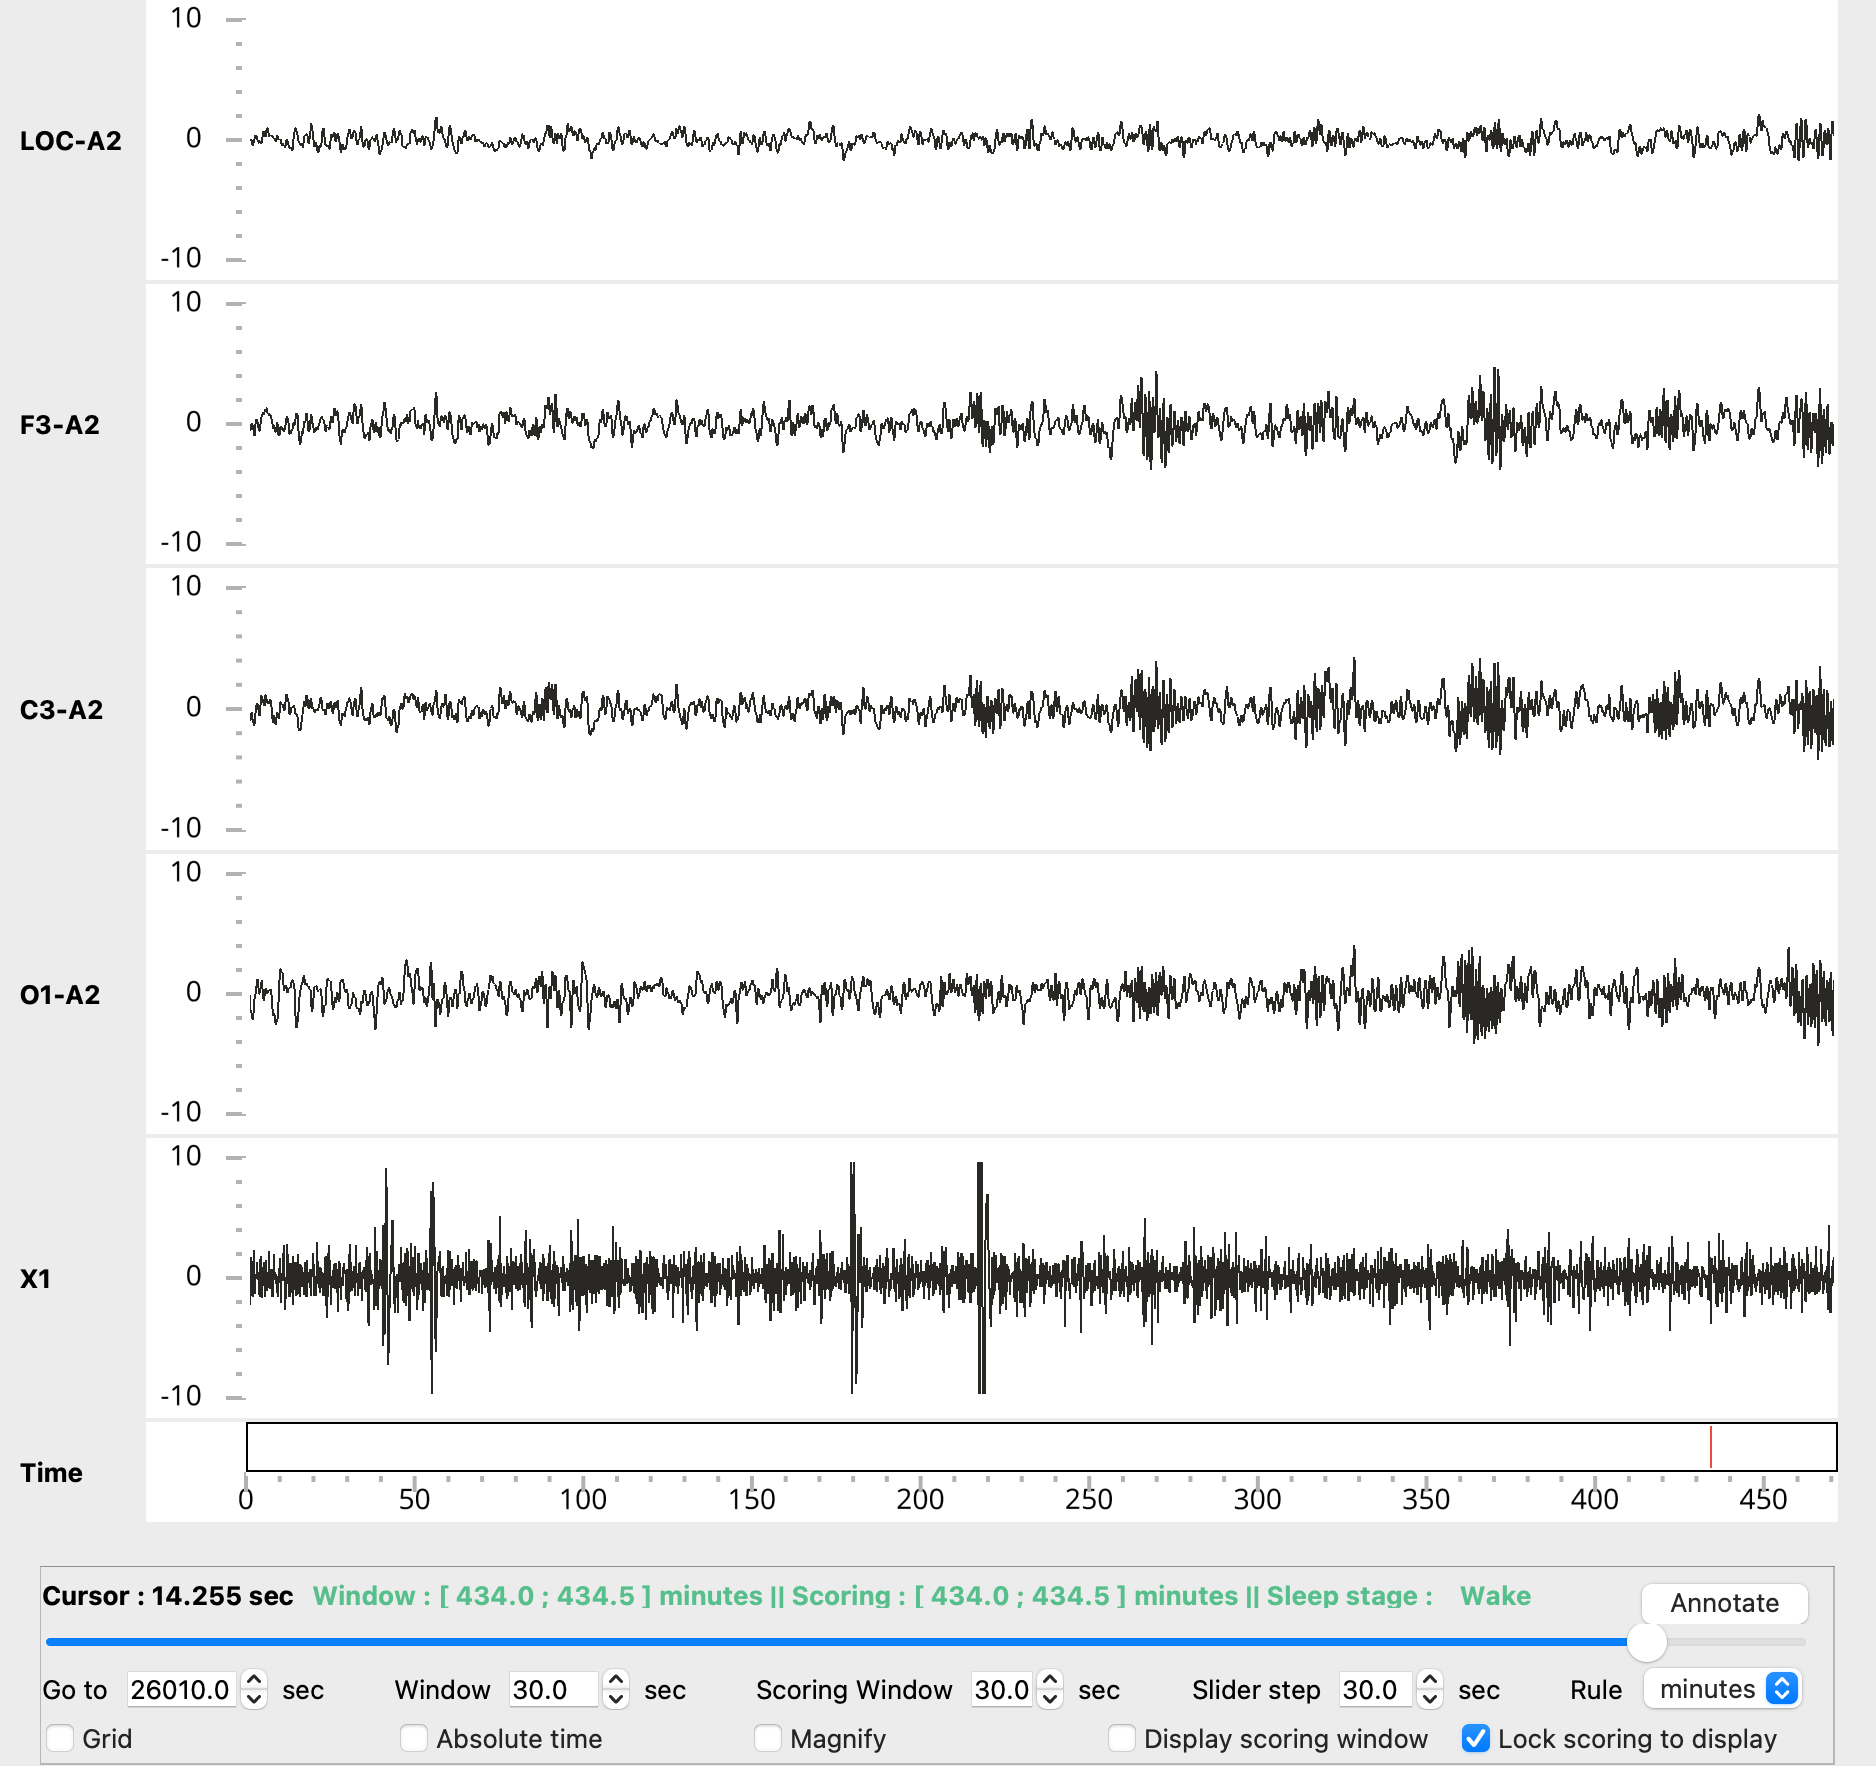 10
LOC-A2 0
-10
10
F3-A2 0
-10
10
C3-A2 0
-10
10
O1-A2 0
-10
10
X1 0
-10
Time
0 50 100 150 200 250 300 350 400 450
Cursor : 14.255 sec Window : [ 434.0 ; 434.5 ] minutes || Scoring : [ 434.0 ; 434.5 ] minutes || Sleep stage : Wake Annotate
Go to 26010.0 sec Window 30.0 sec Scoring Window 30.0 sec Slider step 30.0 sec Rule minutes
Grid Absolute time Magnify Display scoring window Lock scoring to display